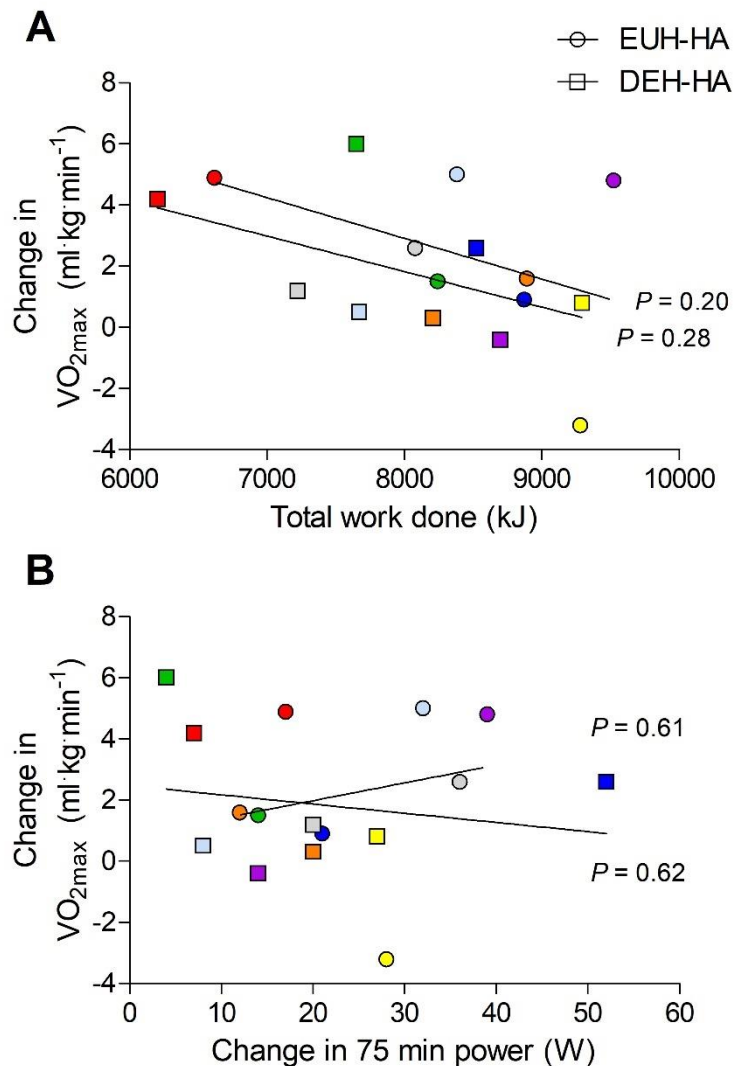 A
EUH-HA
DEH-HA
Change in
VO2max (ml·kg·min⁻¹)
8
6
4
2
0
-2
-4
P = 0.20
P = 0.28
6000 7000 8000 9000 10000
Total work done (kJ)
B
Change in
VO2max (ml·kg·min⁻¹)
8
6
4
2
0
-2
-4
P = 0.61
P = 0.62
0 10 20 30 40 50 60
Change in 75 min power (W)